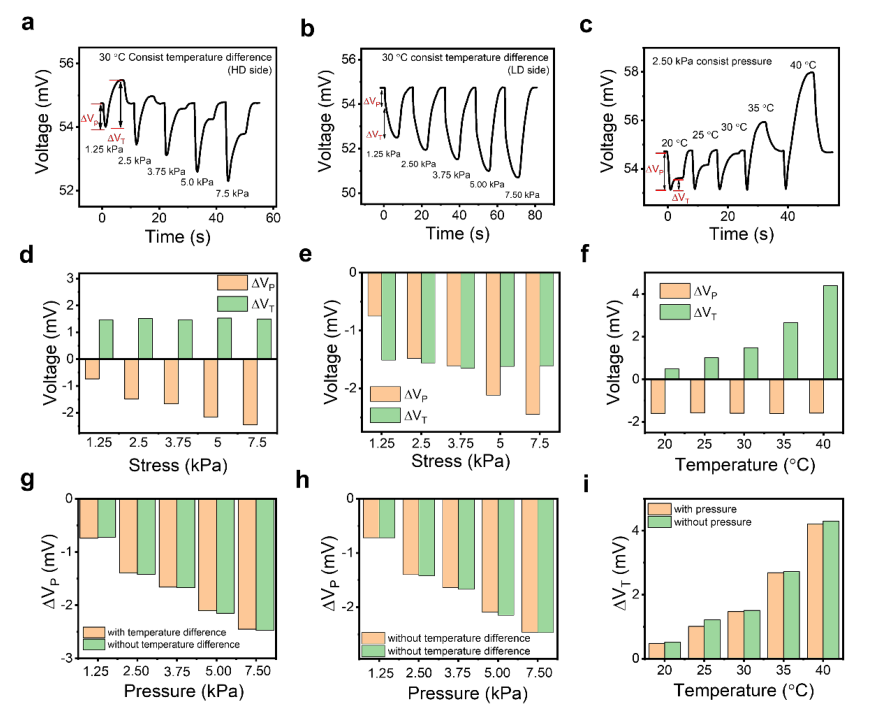 a
Voltage (mV)
56
54
52
30 °C Consist temperature difference
(HD side)
ΔVP
ΔVT
1.25 kPa
2.5 kPa
3.75 kPa
5.0 kPa
7.5 kPa
0 20 40 60
Time (s)
b
Voltage (mV)
56
54
52
50
30 °C consist temperature difference
(LD side)
ΔVP
ΔVT
1.25 kPa
2.50 kPa
3.75 kPa
5.00 kPa
7.50 kPa
0 20 40 60 80
Time (s)
c
Voltage (mV)
58
56
54
2.50 kPa consist pressure
40 °C
35 °C
30 °C
25 °C
20 °C
ΔVP
ΔVT
0 20 40
Time (s)
d
Voltage (mV)
3
2
1
0
-1
-2
ΔVP
ΔVT
1.25 2.5 3.75 5 7.5
Stress (kPa)
e
Voltage (mV)
0
-1
-2
ΔVP
ΔVT
1.25 2.5 3.75 5 7.5
Stress (kPa)
f
Voltage (mV)
4
2
0
-2
ΔVP
ΔVT
20 25 30 35 40
Temperature (°C)
g
ΔVP (mV)
0
-1
-2
-3
with temperature difference
without temperature difference
1.25 2.50 3.75 5.00 7.50
Pressure (kPa)
h
ΔVP (mV)
0
-1
-2
without temperature difference
without temperature difference
1.25 2.50 3.75 5.00 7.50
Pressure (kPa)
i
ΔVT (mV)
4
2
0
with pressure
without pressure
20 25 30 35 40
Temperature (°C)